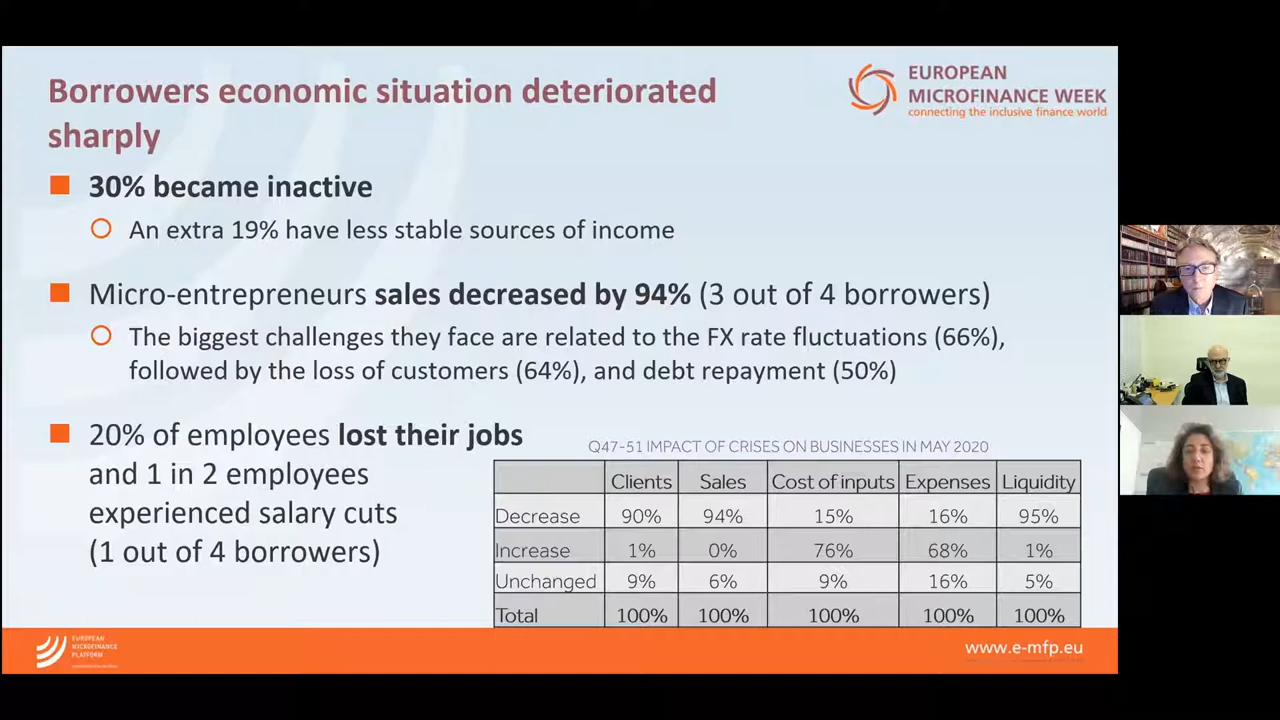 Borrowers economic situation deteriorated
sharply
EUROPEAN
MICROFINANCE WEEK
connecting the inclusive finance world
30% became inactive
An extra 19% have less stable sources of income
Micro-entrepreneurs sales decreased by 94% (3 out of 4 borrowers)
The biggest challenges they face are related to the FX rate fluctuations (66%),
followed by the loss of customers (64%), and debt repayment (50%)
20% of employees lost their jobs
and 1 in 2 employees
experienced salary cuts
(1 out of 4 borrowers)
Q47-51 IMPACT OF CRISES ON BUSINESSES IN MAY 2020
Clients Sales Cost of inputs Expenses Liquidity
Decrease 90% 94% 15% 16% 95%
Increase 1% 0% 76% 68% 1%
Unchanged 9% 6% 9% 16% 5%
Total 100% 100% 100% 100% 100%
EUROPEAN
MICROFINANCE
PLATFORM
www.e-mfp.eu